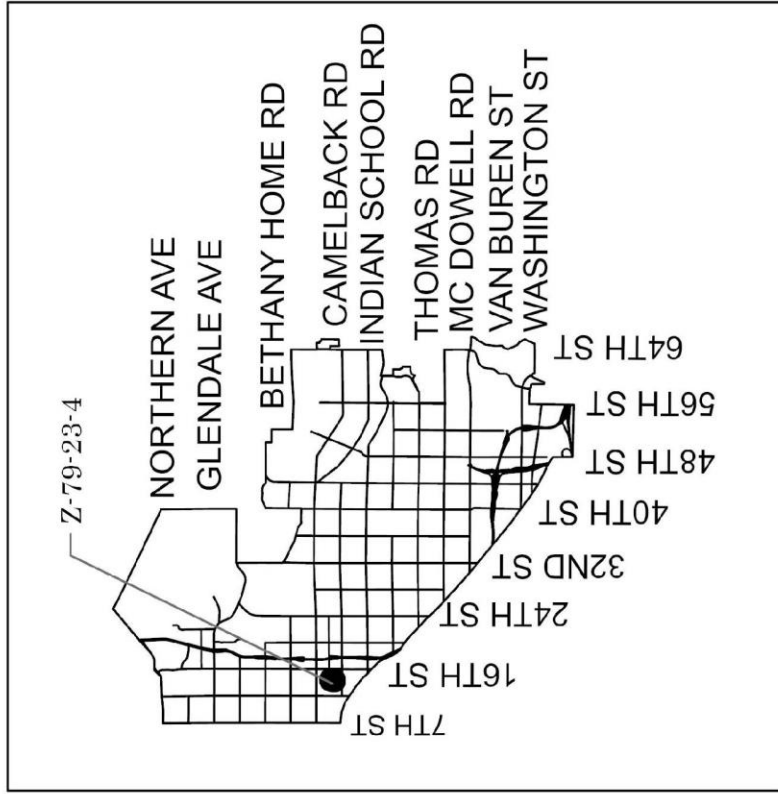 Z-79-23-4
NORTHERN AVE
GLENDALE AVE
BETHANY HOME RD
CAMELBACK RD
INDIAN SCHOOL RD
THOMAS RD
MC DOWELL RD
VAN BUREN ST
WASHINGTON ST
7TH ST
16TH ST
24TH ST
32ND ST
40TH ST
48TH ST
56TH ST
64TH ST